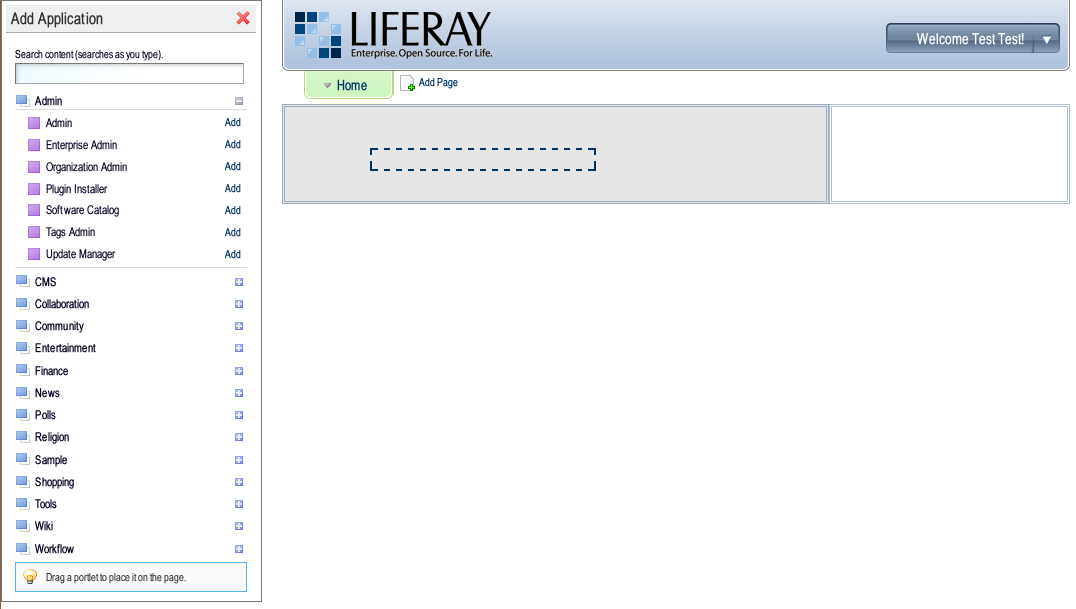 Add Application
Search content (searches as you type).
Admin
Admin Add
Enterprise Admin Add
Organization Admin Add
Plugin Installer Add
Software Catalog Add
Tags Admin Add
Update Manager Add
CMS
Collaboration
Community
Entertainment
Finance
News
Polls
Religion
Sample
Shopping
Tools
Wiki
Workflow
Drag a portlet to place it on the page.
LIFERAY
Enterprise. Open Source. For Life.
Welcome Test Test!
Home
Add Page